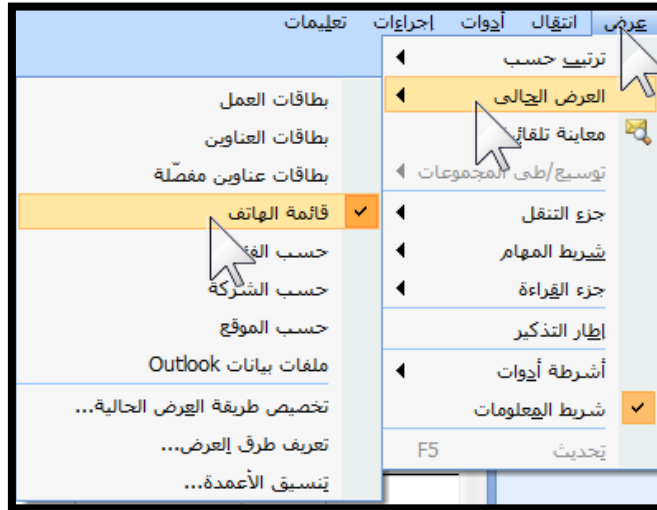 عرض انتقال أدوات إجراءات تعليمات
ترتيب حسب
العرض الحالي
معاينة تلقائية
توسيع/طي المجموعات
جزء التنقل
شريط المهام
جزء القراءة
إطار التذكير
أشرطة أدوات
شريط المعلومات
تحديث F5
بطاقات العمل
بطاقات العناوين
بطاقات عناوين مفصّلة
قائمة الهاتف
حسب
حسب الشركة
حسب الموقع
ملفات بيانات Outlook
تخصيص طريقة العرض الحالية...
تعريف طرق العرض...
تنسيق الأعمدة...